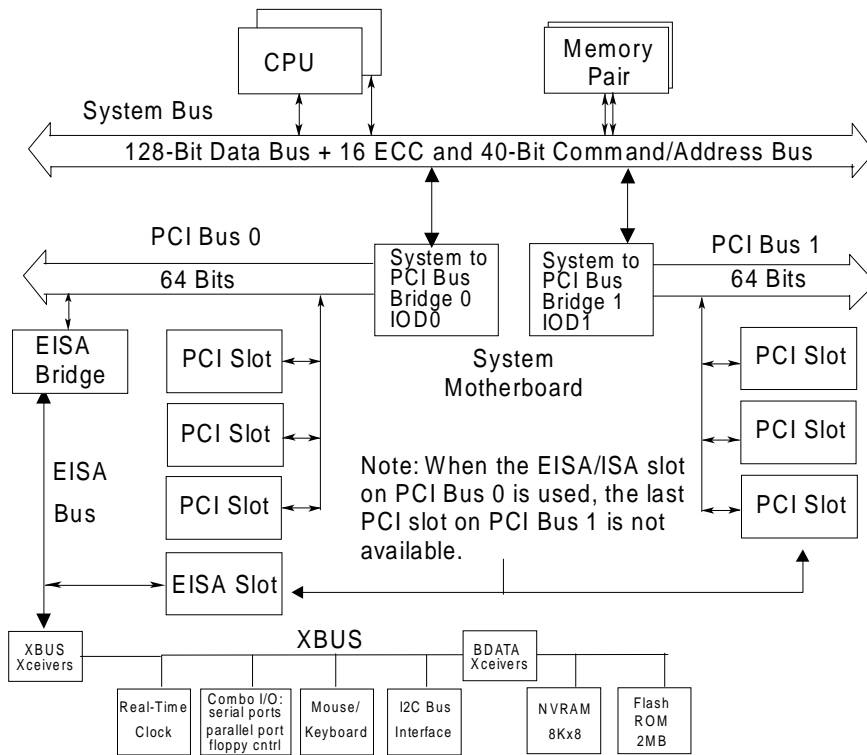 CPU
Memory
Pair
System Bus
128-Bit Data Bus + 16 ECC and 40-Bit Command/Address Bus
PCI Bus 0
64 Bits
System to
PCI Bus
Bridge 0
IOD0
System to
PCI Bus
Bridge 1
IOD1
PCI Bus 1
64 Bits
EISA
Bridge
PCI Slot
PCI Slot
PCI Slot
System
Motherboard
PCI Slot
PCI Slot
PCI Slot
EISA
Bus
Note: When the EISA/ISA slot
on PCI Bus 0 is used, the last
PCI slot on PCI Bus 1 is not
available.
EISA Slot
XBUS
Xceivers
XBUS
BDATA
Xceivers
Real-Time
Clock
Combo I/O:
serial ports
parallel port
floppy cntrl
Mouse/
Keyboard
I2C Bus
Interface
NVRAM
8Kx8
Flash
ROM
2MB